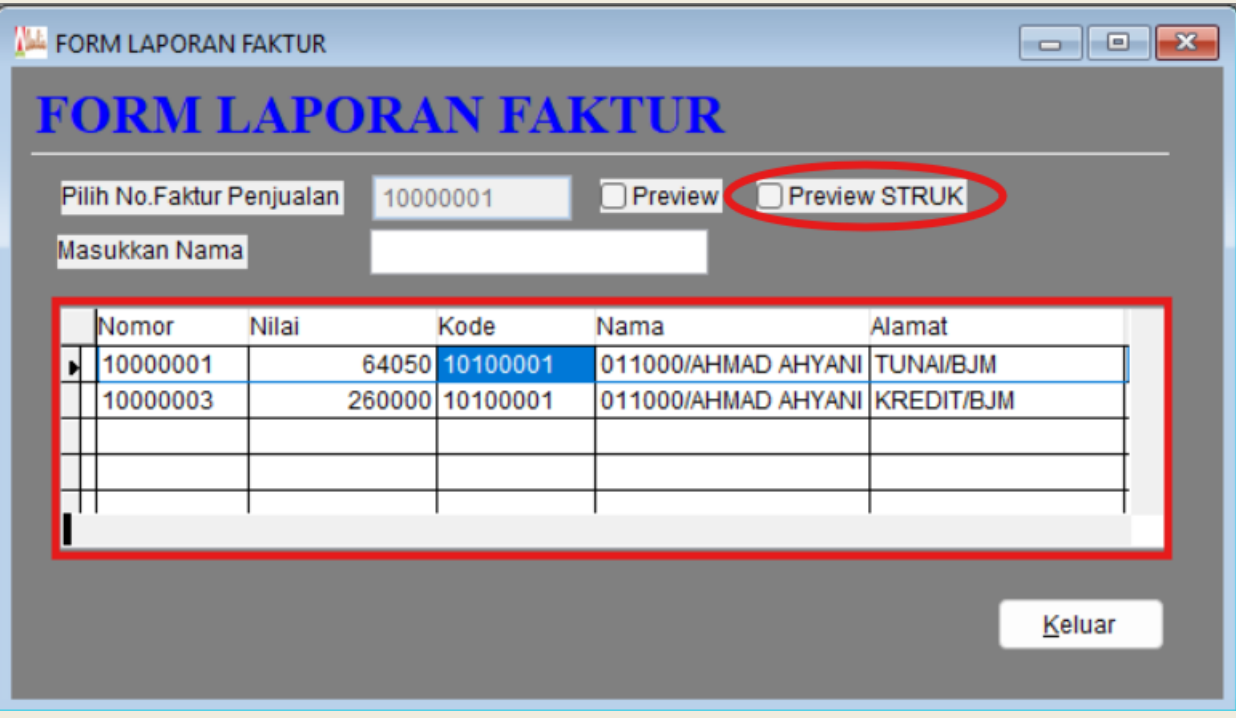 FORM LAPORAN FAKTUR
FORM LAPORAN FAKTUR
Pilih No.Faktur Penjualan 10000001 Preview Preview STRUK
Masukkan Nama
Nomor Nilai Kode Nama Alamat
10000001 64050 10100001 011000/AHMAD AHYANI TUNAI/BJM
10000003 260000 10100001 011000/AHMAD AHYANI KREDIT/BJM
Keluar